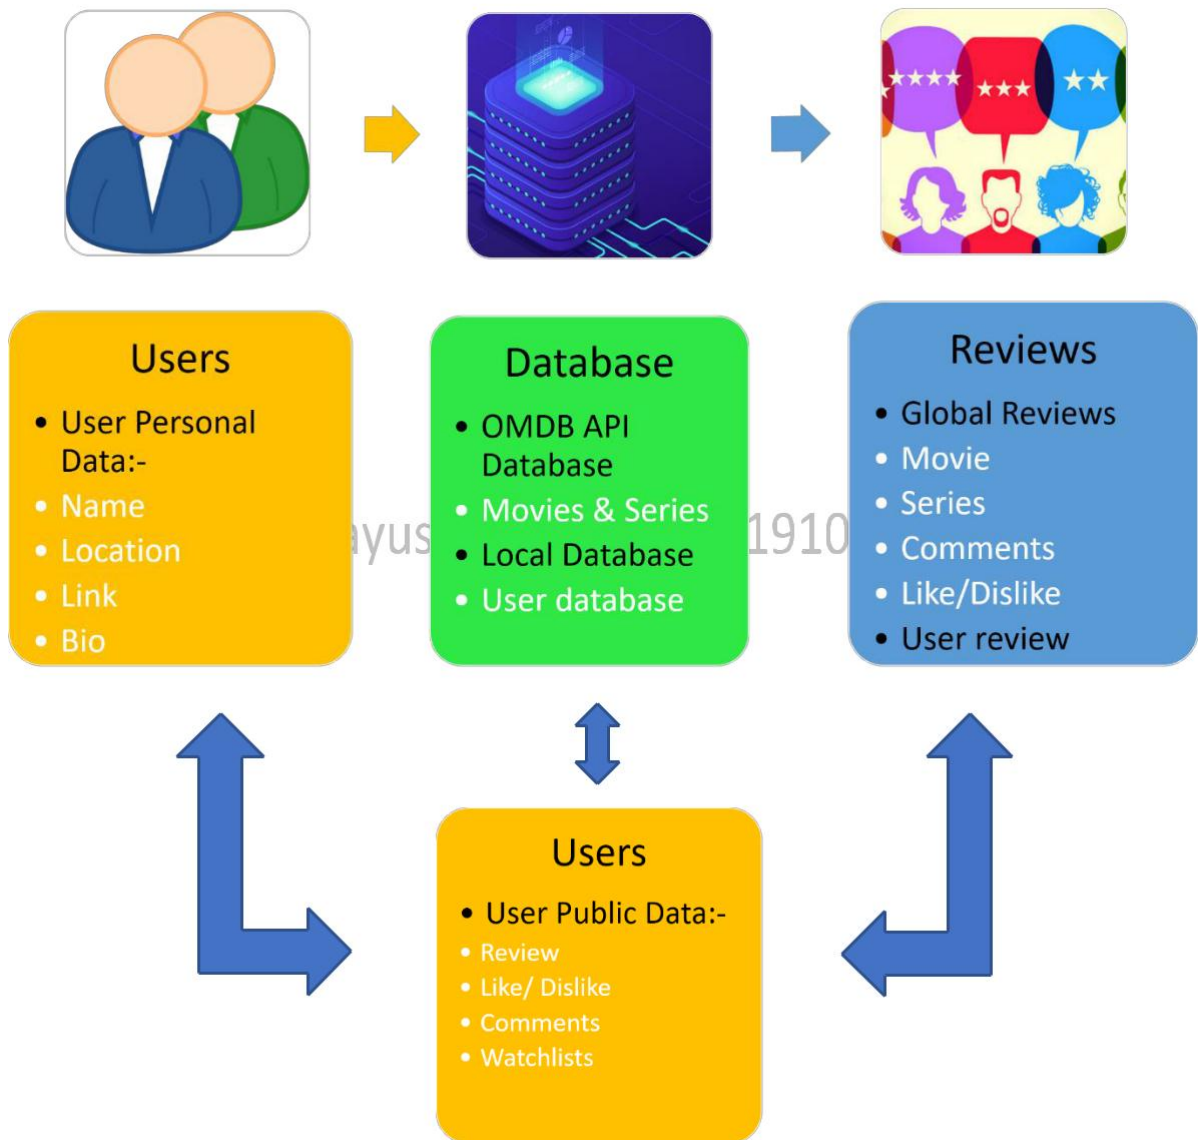 Users
• User Personal
Data:-
• Name
• Location
• Link
• Bio
Database
• OMDB API
Database
• Movies & Series
• Local Database
• User database
Reviews
• Global Reviews
• Movie
• Series
• Comments
• Like/Dislike
• User review
1910
Users
• User Public Data:-
• Review
• Like/ Dislike
• Comments
• Watchlists